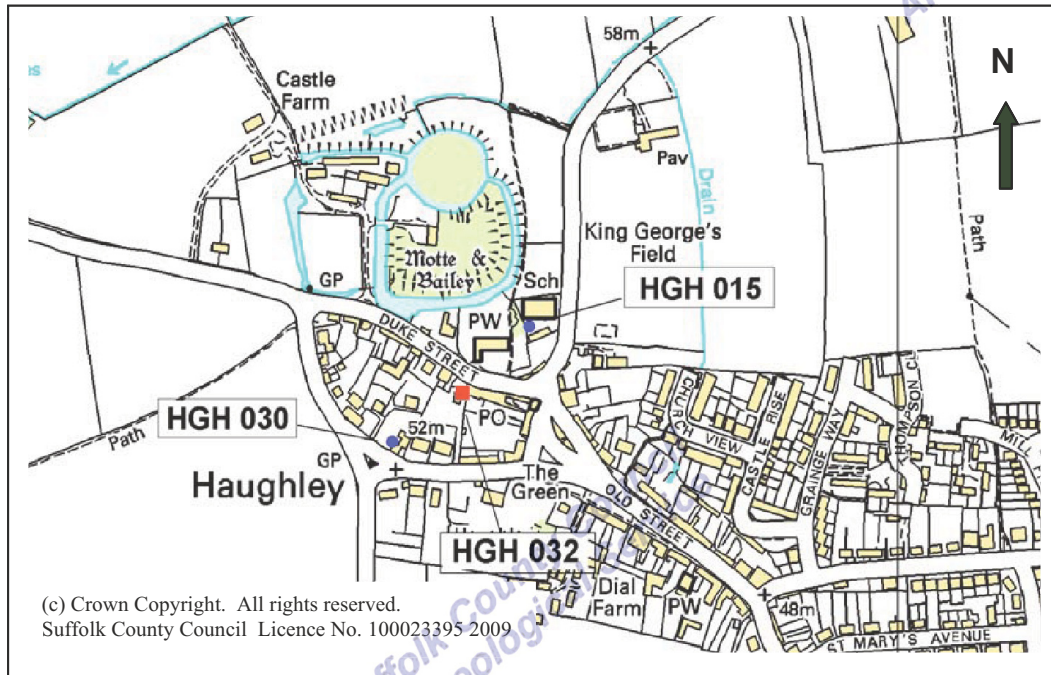 58m
N
Castle
Farm
Pav
Drain
King George's
Field
Path
Motte &
Bailey
Sch
HGH 015
GP
PW
DUKE STREET
HGH 030
52m
PO
Path
GP
Haughley
The
Green
CHURCH VIEW
CASTLE RISE
GRAINGE WAY
THOMPSON CL
MILL
OLD STREET
HGH 032
Dial
Farm
PW
48m
ST MARY'S AVENUE
(c) Crown Copyright. All rights reserved.
Suffolk County Council Licence No. 100023395 2009